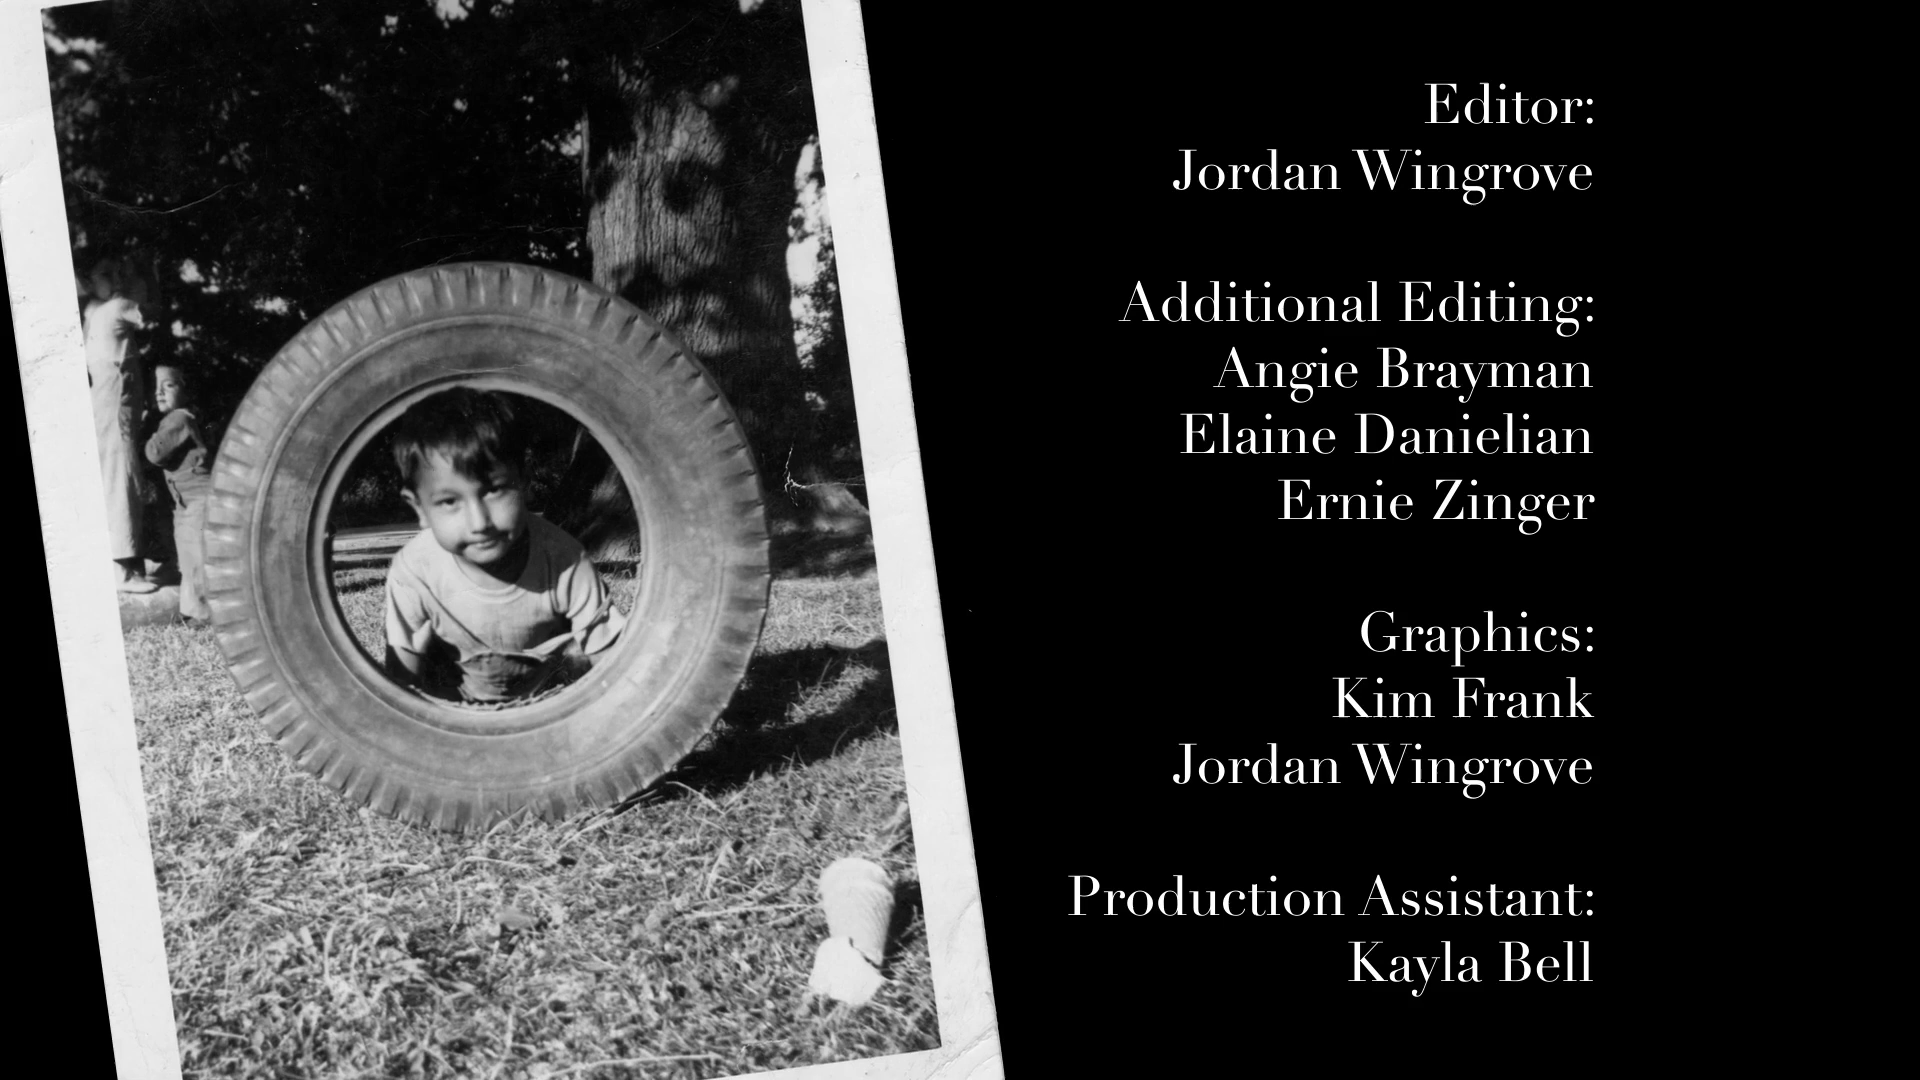 Editor:
Jordan Wingrove
Additional Editing:
Angie Brayman
Elaine Danielian
Ernie Zinger
Graphics:
Kim Frank
Jordan Wingrove
Production Assistant:
Kayla Bell